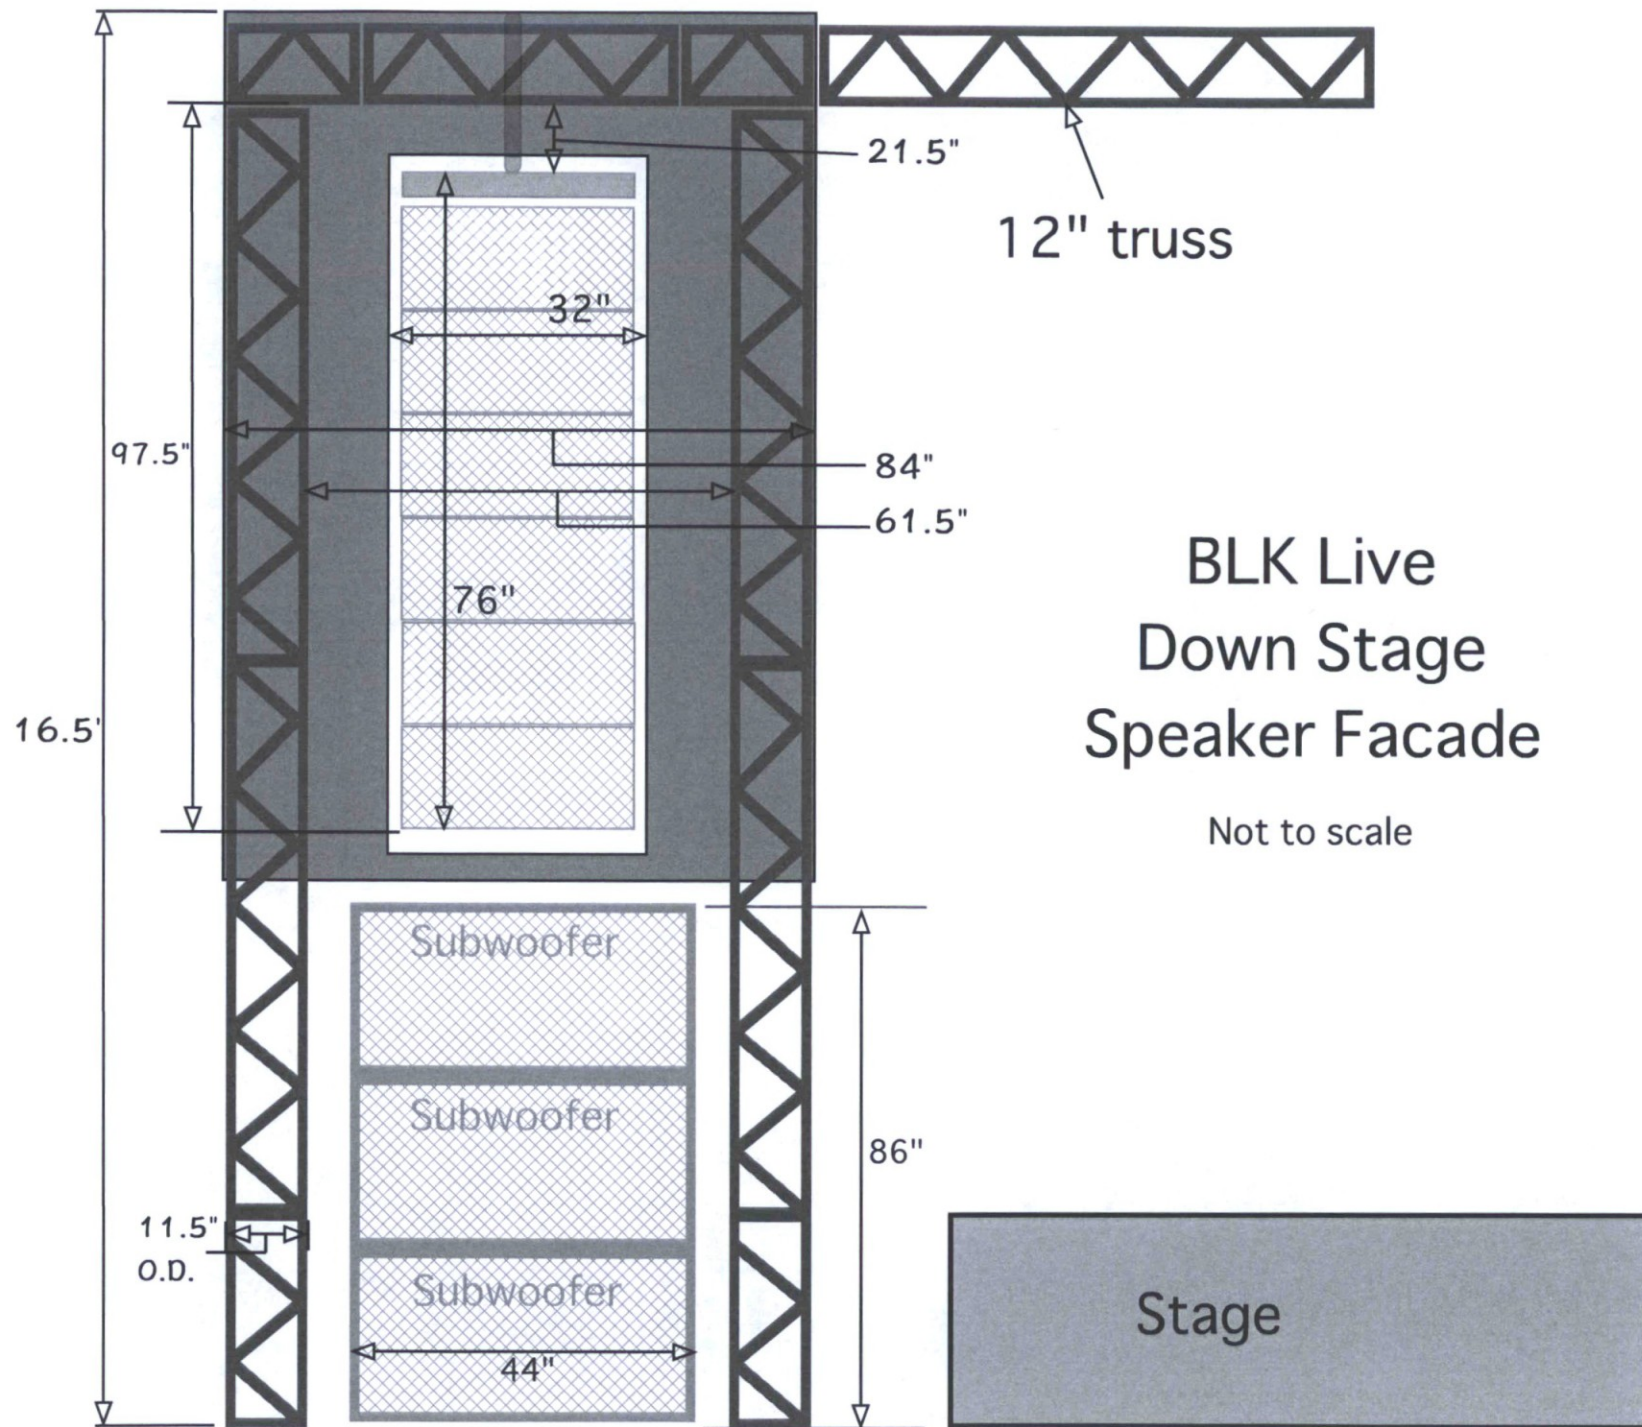 21.5"
12" truss
32"
97.5"
84"
61.5"
76"
BLK Live
Down Stage
Speaker Facade
Not to scale
16.5'
Subwoofer
Subwoofer
86"
11.5"
O.D.
Subwoofer
Stage
44"